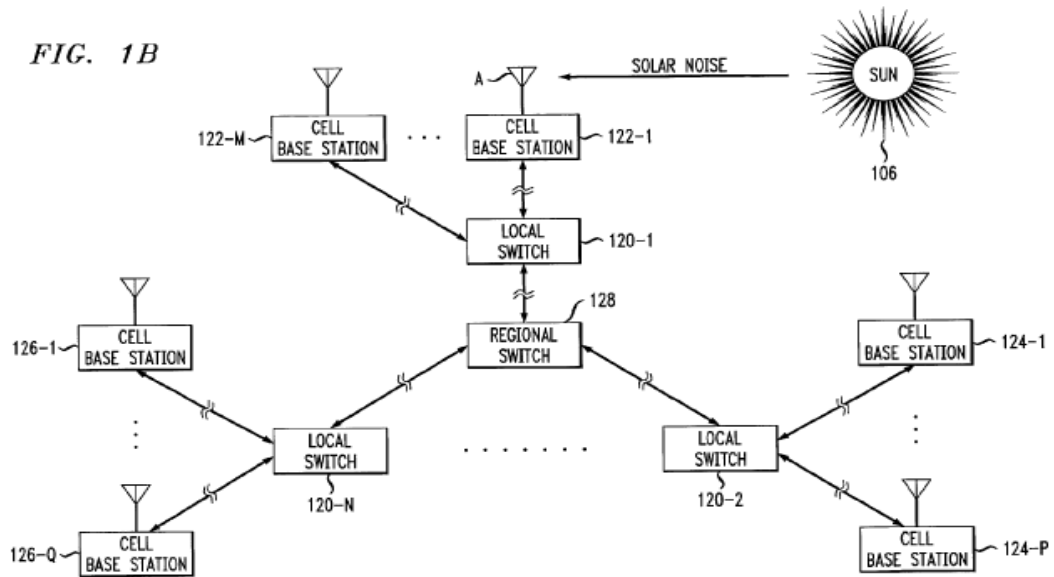 FIG. 1B
A
SOLAR NOISE
SUN
106
122-M
CELL
BASE STATION
. . .
CELL
BASE STATION
122-1
LOCAL
SWITCH
120-1
128
REGIONAL
SWITCH
126-1
CELL
BASE STATION
CELL
BASE STATION
124-1
LOCAL
SWITCH
120-N
. . . . . . .
LOCAL
SWITCH
120-2
126-Q
CELL
BASE STATION
CELL
BASE STATION
124-P